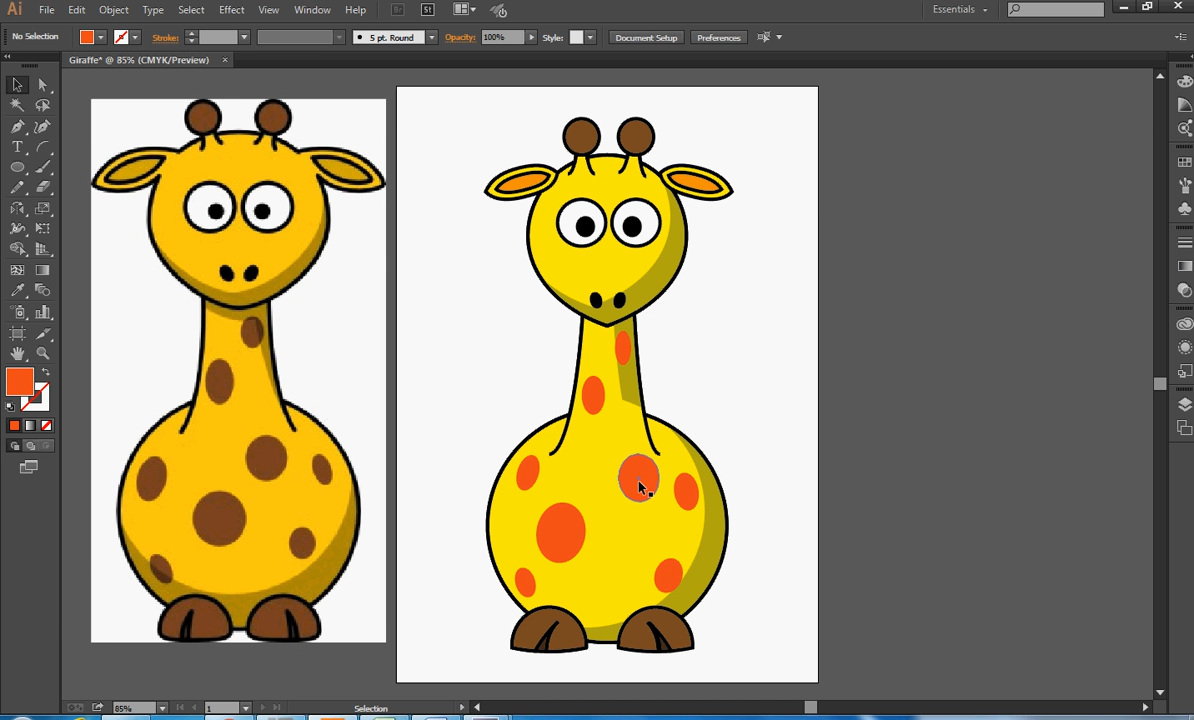 Ai File Edit Object Type Select Effect View Window Help Br St Essentials
No Selection Stroke: 5 pt. Round Opacity: 100% Style: Document Setup Preferences
Giraffe* @ 85% (CMYK/Preview) ×
T
85% 1 Selection